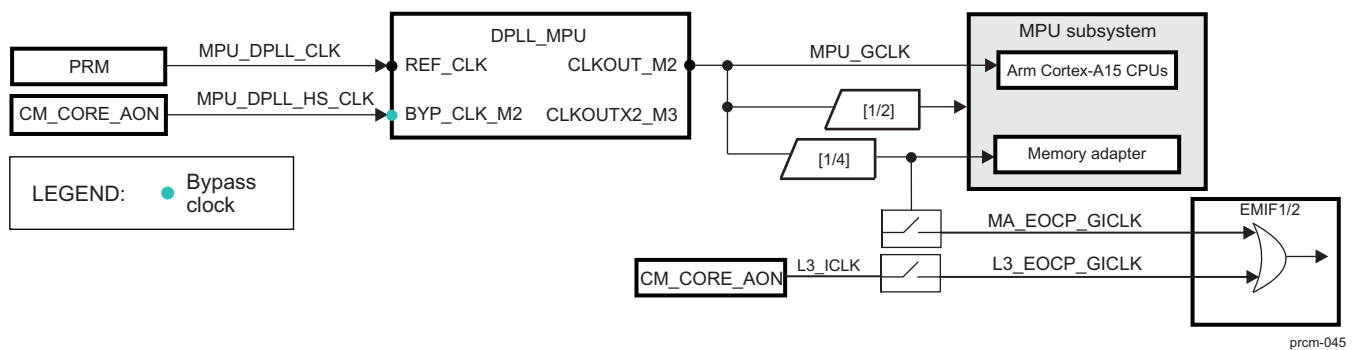 DPLL_MPU
MPU subsystem
MPU_DPLL_CLK
MPU_GCLK
PRM
REF_CLK
CLKOUT_M2
Arm Cortex-A15 CPUs
MPU_DPLL_HS_CLK
CM_CORE_AON
BYP_CLK_M2
CLKOUTX2_M3
[1/2]
[1/4]
Memory adapter
LEGEND:
Bypass
clock
EMIF1/2
MA_EOCP_GICLK
CM_CORE_AON
L3_ICLK
L3_EOCP_GICLK
prcm-045